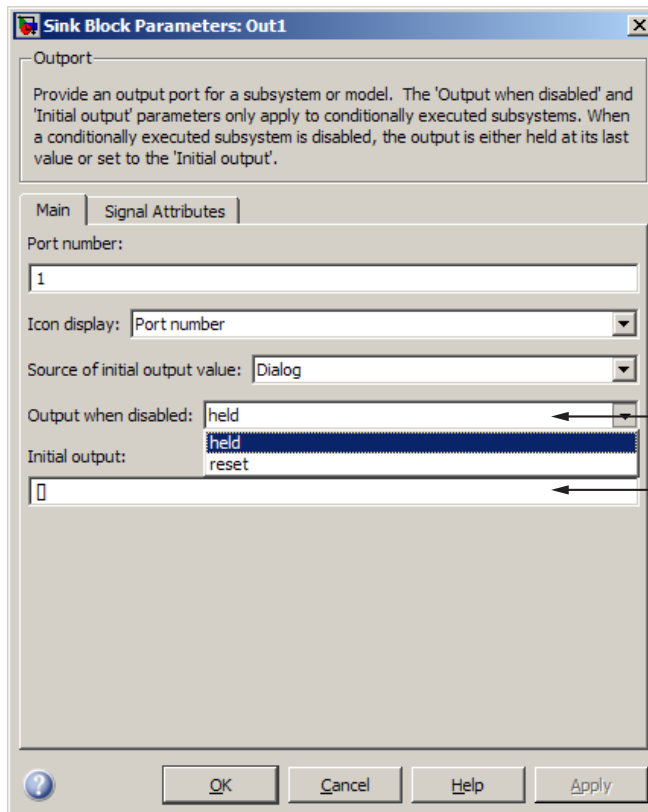 Sink Block Parameters: Out1
Outport
Provide an output port for a subsystem or model.  The 'Output when disabled' and
'Initial output' parameters only apply to conditionally executed subsystems. When
a conditionally executed subsystem is disabled, the output is either held at its last
value or set to the 'Initial output'.
Main
Signal Attributes
Port number:
1
Icon display: Port number
Source of initial output value: Dialog
Output when disabled: held
held
reset
Initial output:
[]
OK
Cancel
Help
Apply